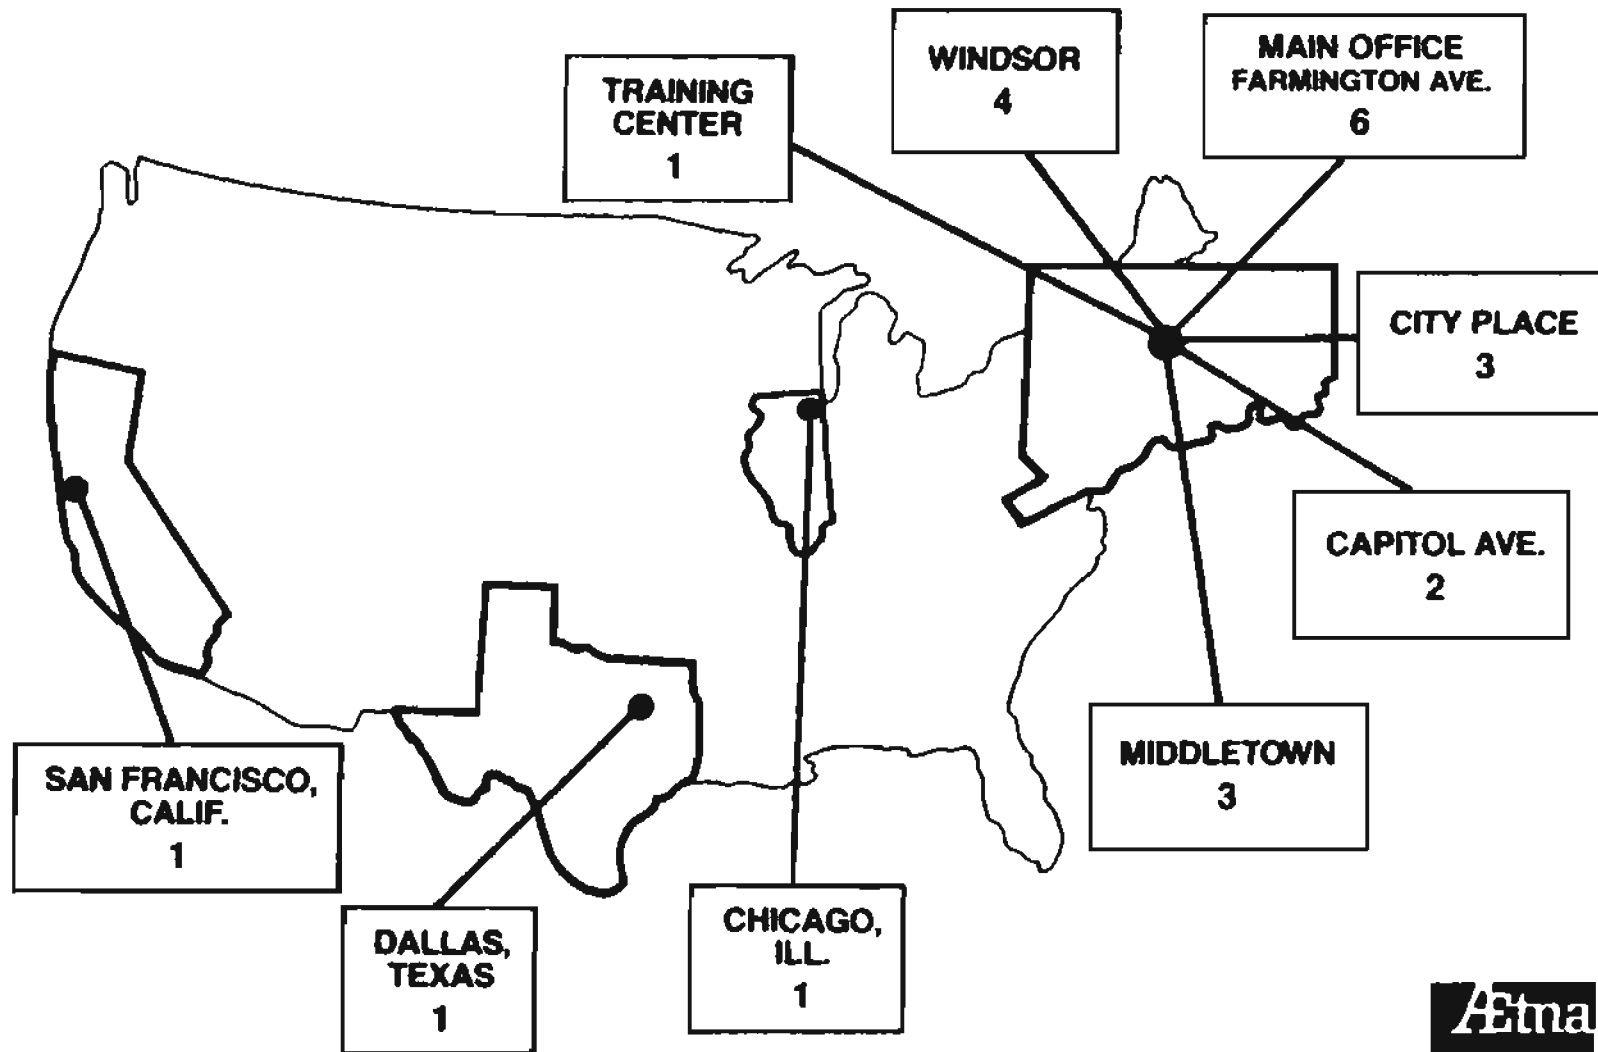 WINDSOR
4
MAIN OFFICE
FARMINGTON AVE.
6
TRAINING
CENTER
1
CITY PLACE
3
CAPITOL AVE.
2
MIDDLETOWN
3
SAN FRANCISCO,
CALIF.
1
DALLAS,
TEXAS
1
CHICAGO,
ILL.
1
Ætna